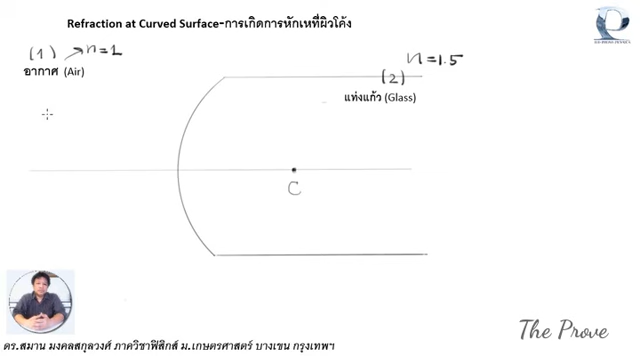 Refraction at Curved Surface-การเกิดการหักเหที่ผิวโค้ง
(1) n=1
อากาศ (Air)
n=1.5
(2)
แท่งแก้ว (Glass)
C
The Prove
ดร.สมาน มงคลสกุลวงศ์ ภาควิชาฟิสิกส์ ม.เกษตรศาสตร์ บางเขน กรุงเทพฯ